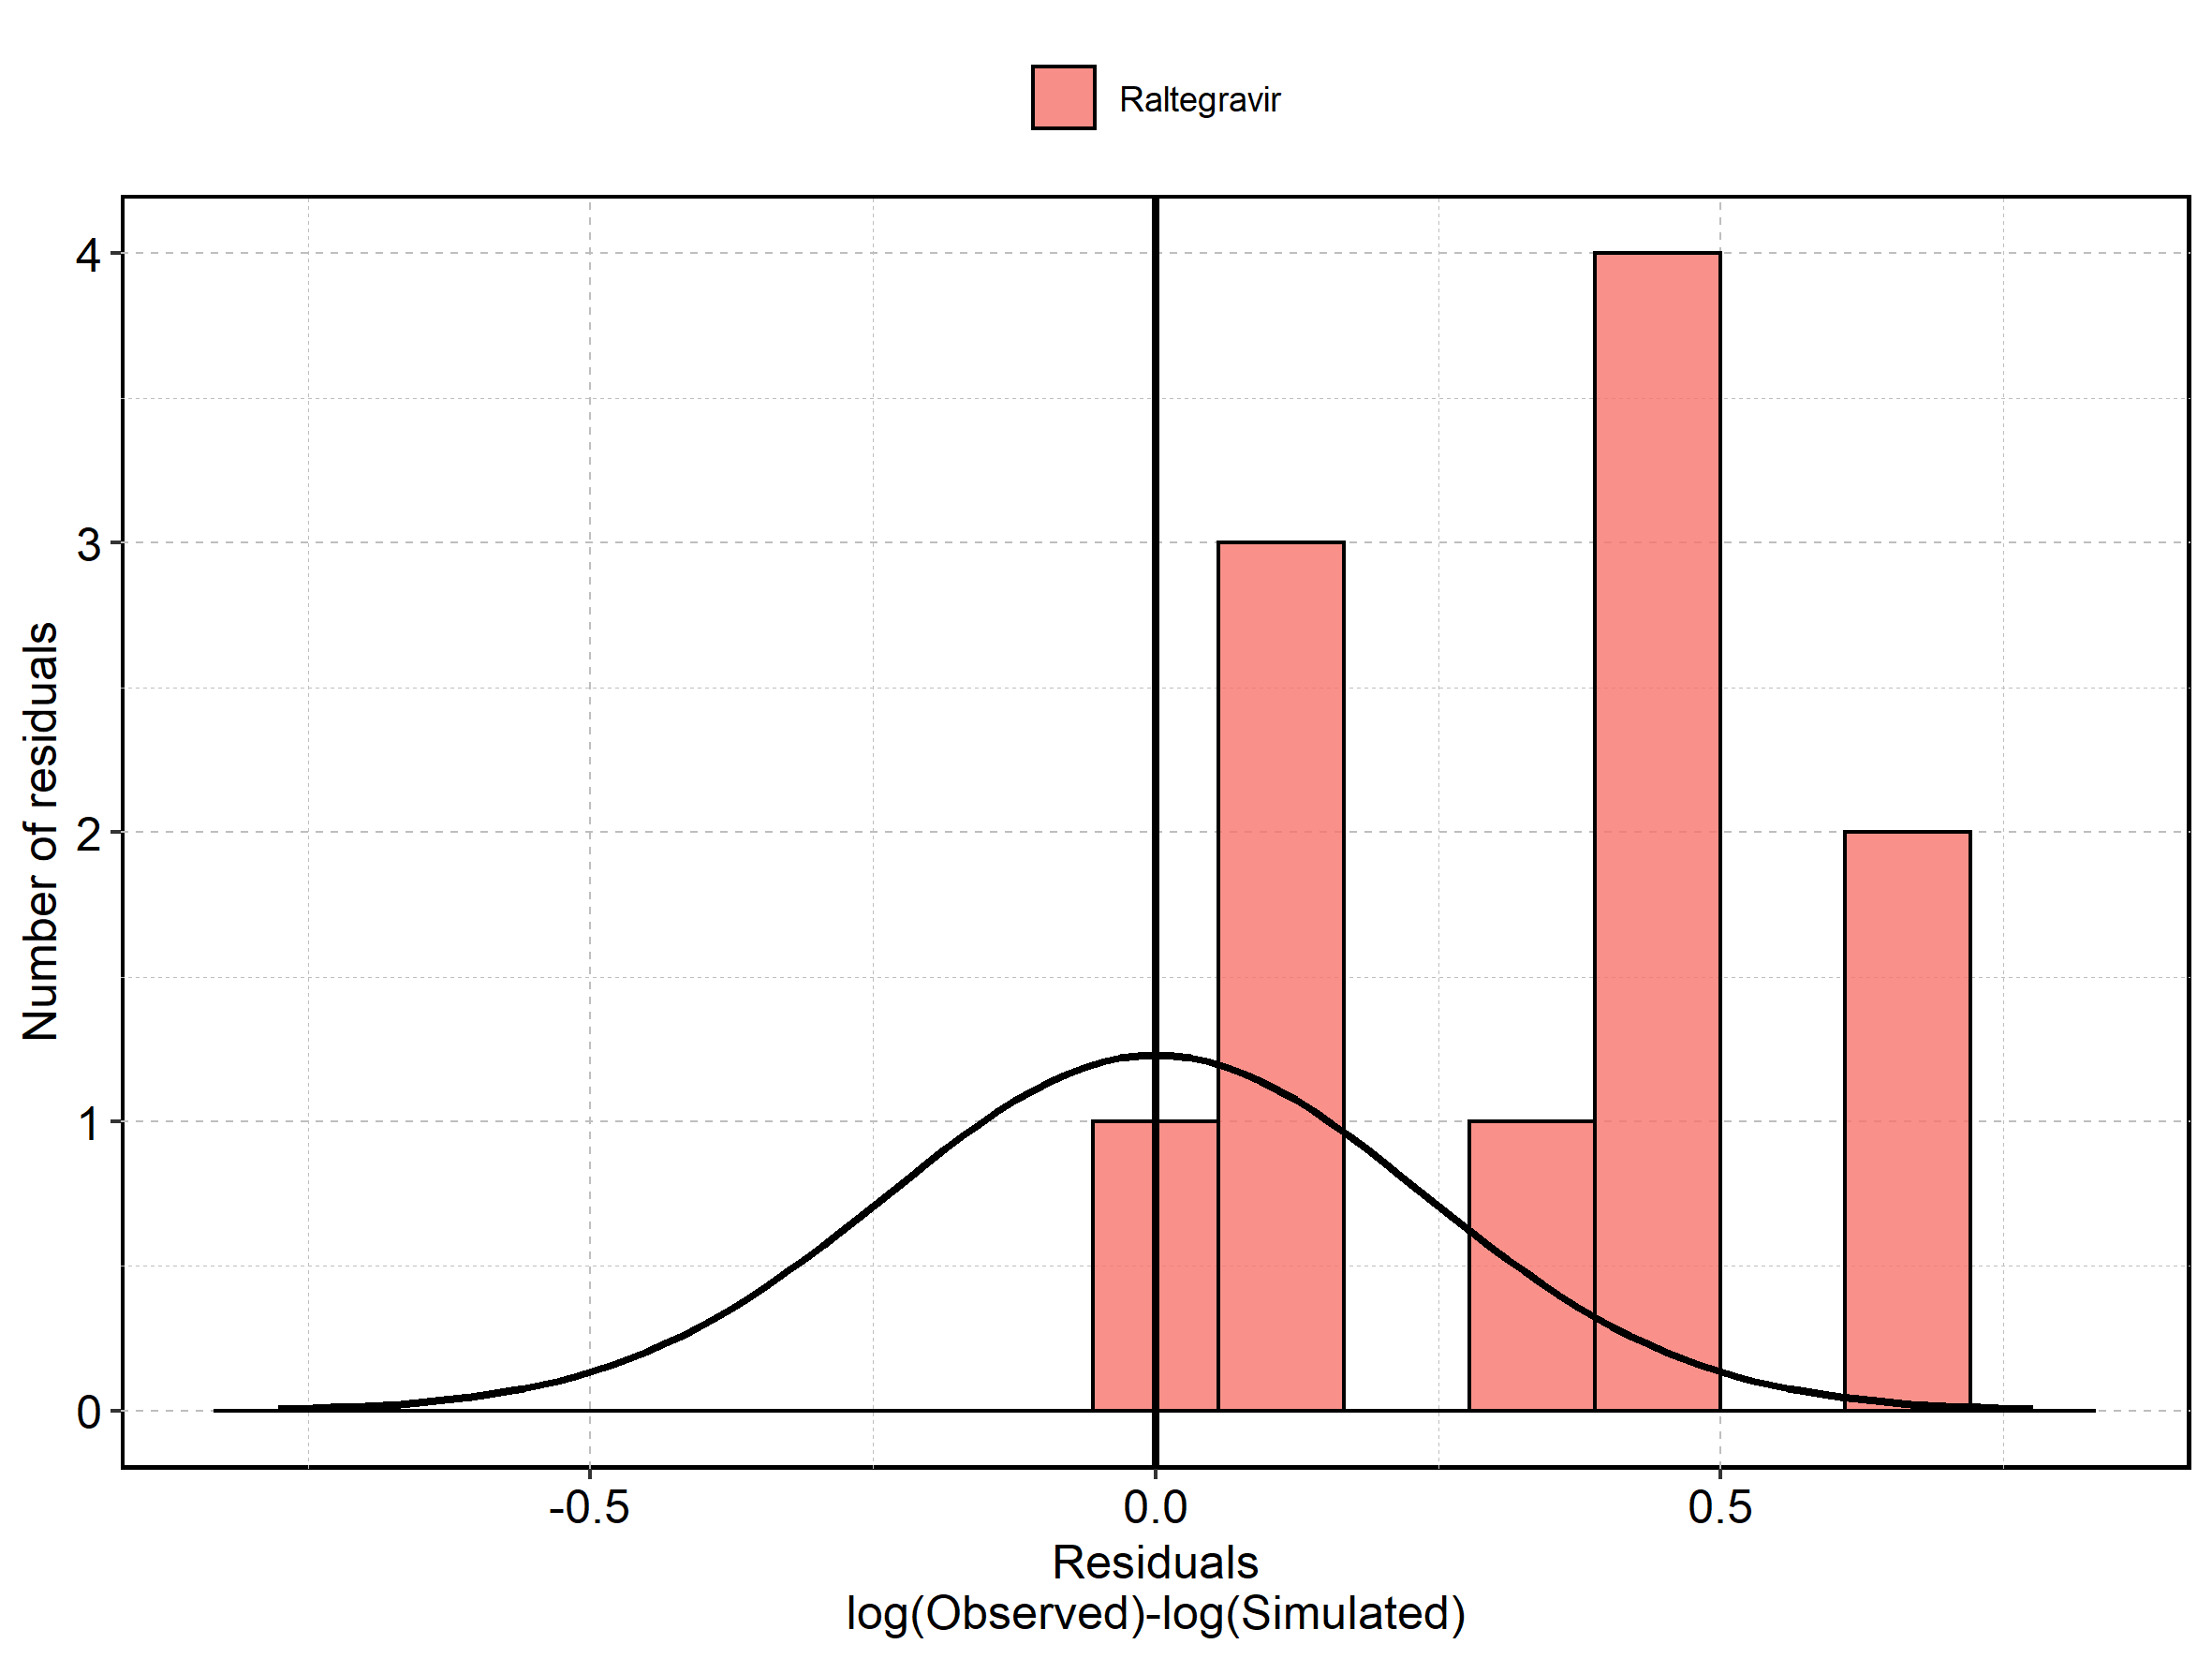 Raltegravir
Number of residuals
4
3
2
1
0
-0.5
0.0
0.5
Residuals
log(Observed)-log(Simulated)